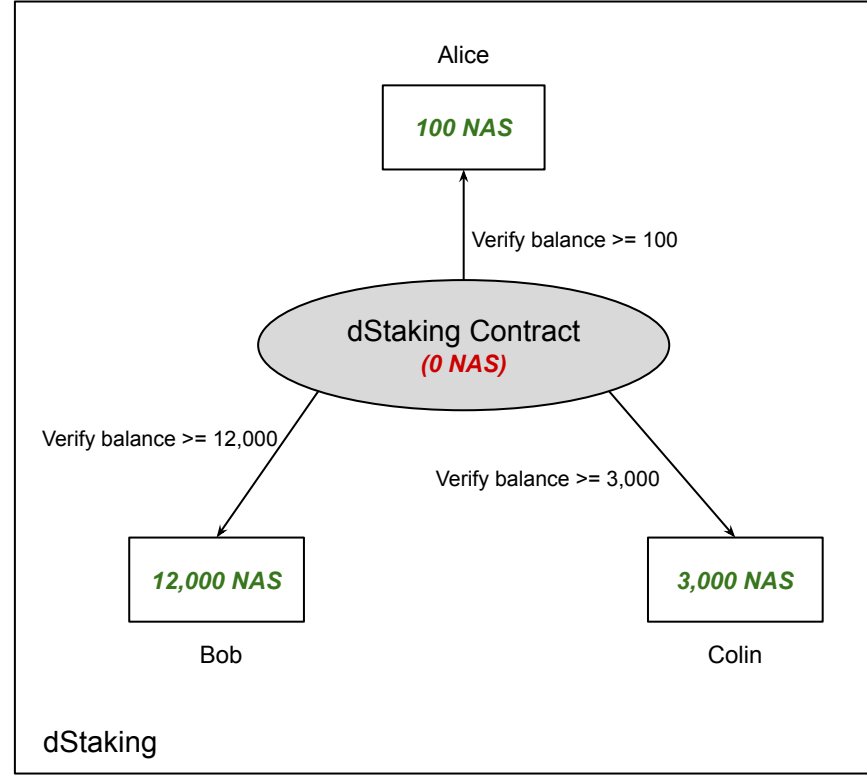 Alice
100 NAS
Verify balance >= 100
dStaking Contract
(0 NAS)
Verify balance >= 12,000
Verify balance >= 3,000
12,000 NAS
3,000 NAS
Bob
Colin
dStaking